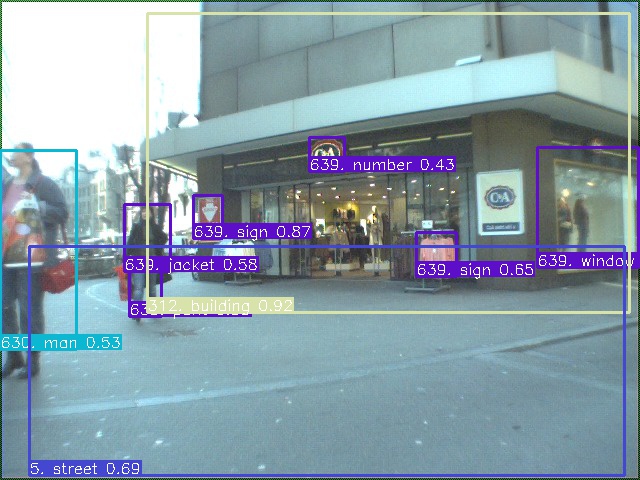 C&A
639. number 0.43
C&A
639. sign 0.87
639. jacket 0.58
639. sign 0.65
639. window
312. building 0.92
630. man 0.53
5. street 0.69